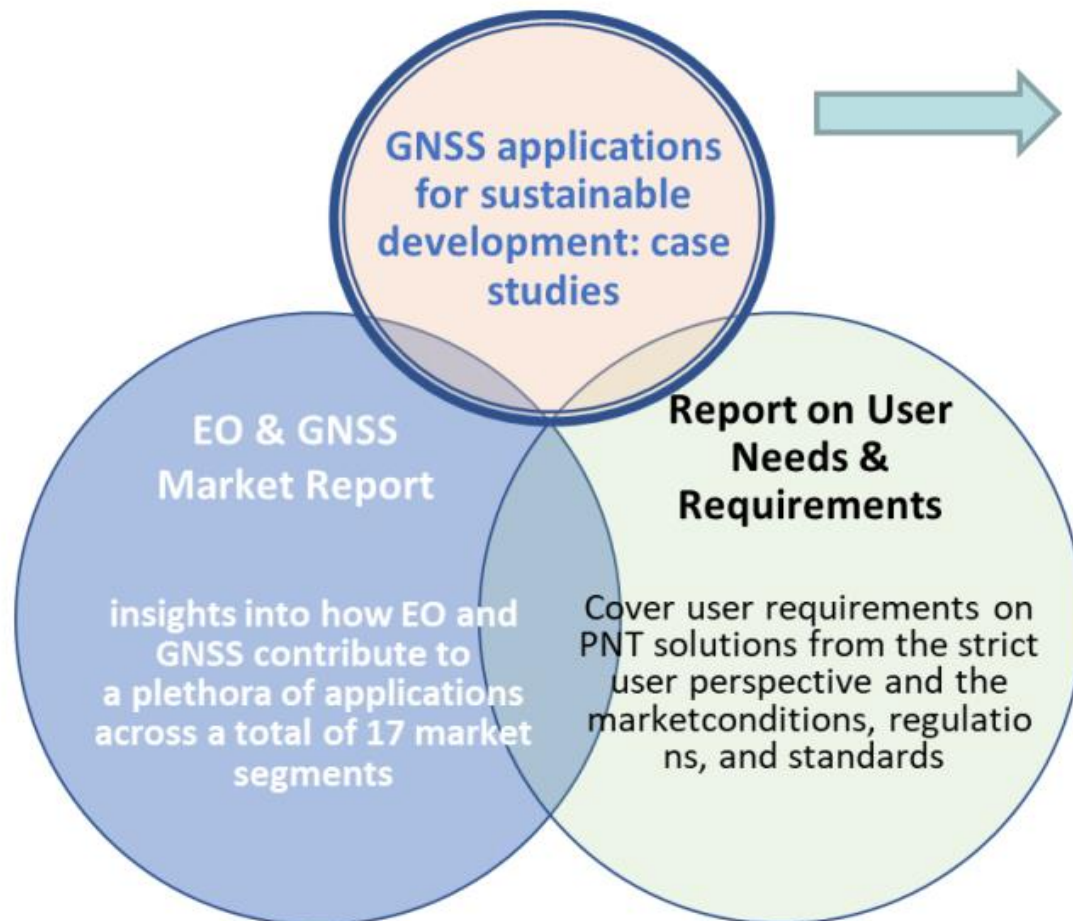 GNSS applications
for sustainable
development: case
studies
EO & GNSS
Market Report
insights into how EO and
GNSS contribute to
a plethora of applications
across a total of 17 market
segments
Report on User
Needs &
Requirements
Cover user requirements on
PNT solutions from the strict
user perspective and the
marketconditions, regulatio
ns, and standards